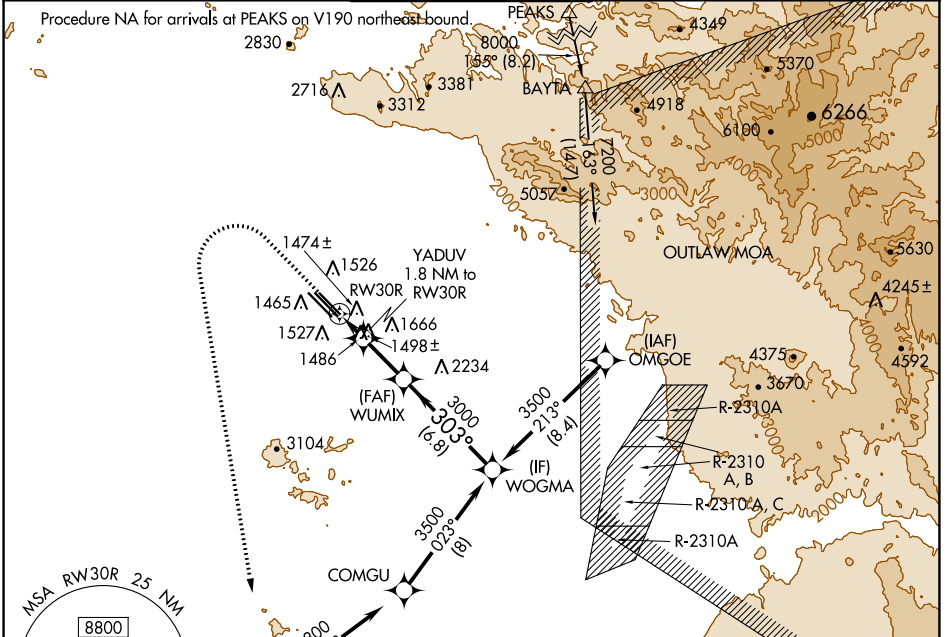 Procedure NA for arrivals at PEAKS on V190 northeast bound.
PEAKS
4349
2830
8000
155° (8.2)
5370
2716
3381
3312
BAYTA
4918
6266
6100
5000
7200
163°
(14.7)
5057
3000
2000
1000
OUTLAW MOA
5630
4245±
4000
4592
1474±
1526
YADUV
1.8 NM to
RW30R
RW30R
1465
1527
1666
1498±
1486
2234
(FAF)
WUMIX
3000
303°
(6.8)
(IAF)
OMGOE
3500
213°
(8.4)
4375
3670
3000
R-2310A
R-2310
A, B
R-2310 A, C
R-2310A
1000
3104
(IF)
WOGMA
3500
023°
(8)
COMGU
MSA RW30R 25 NM
8800